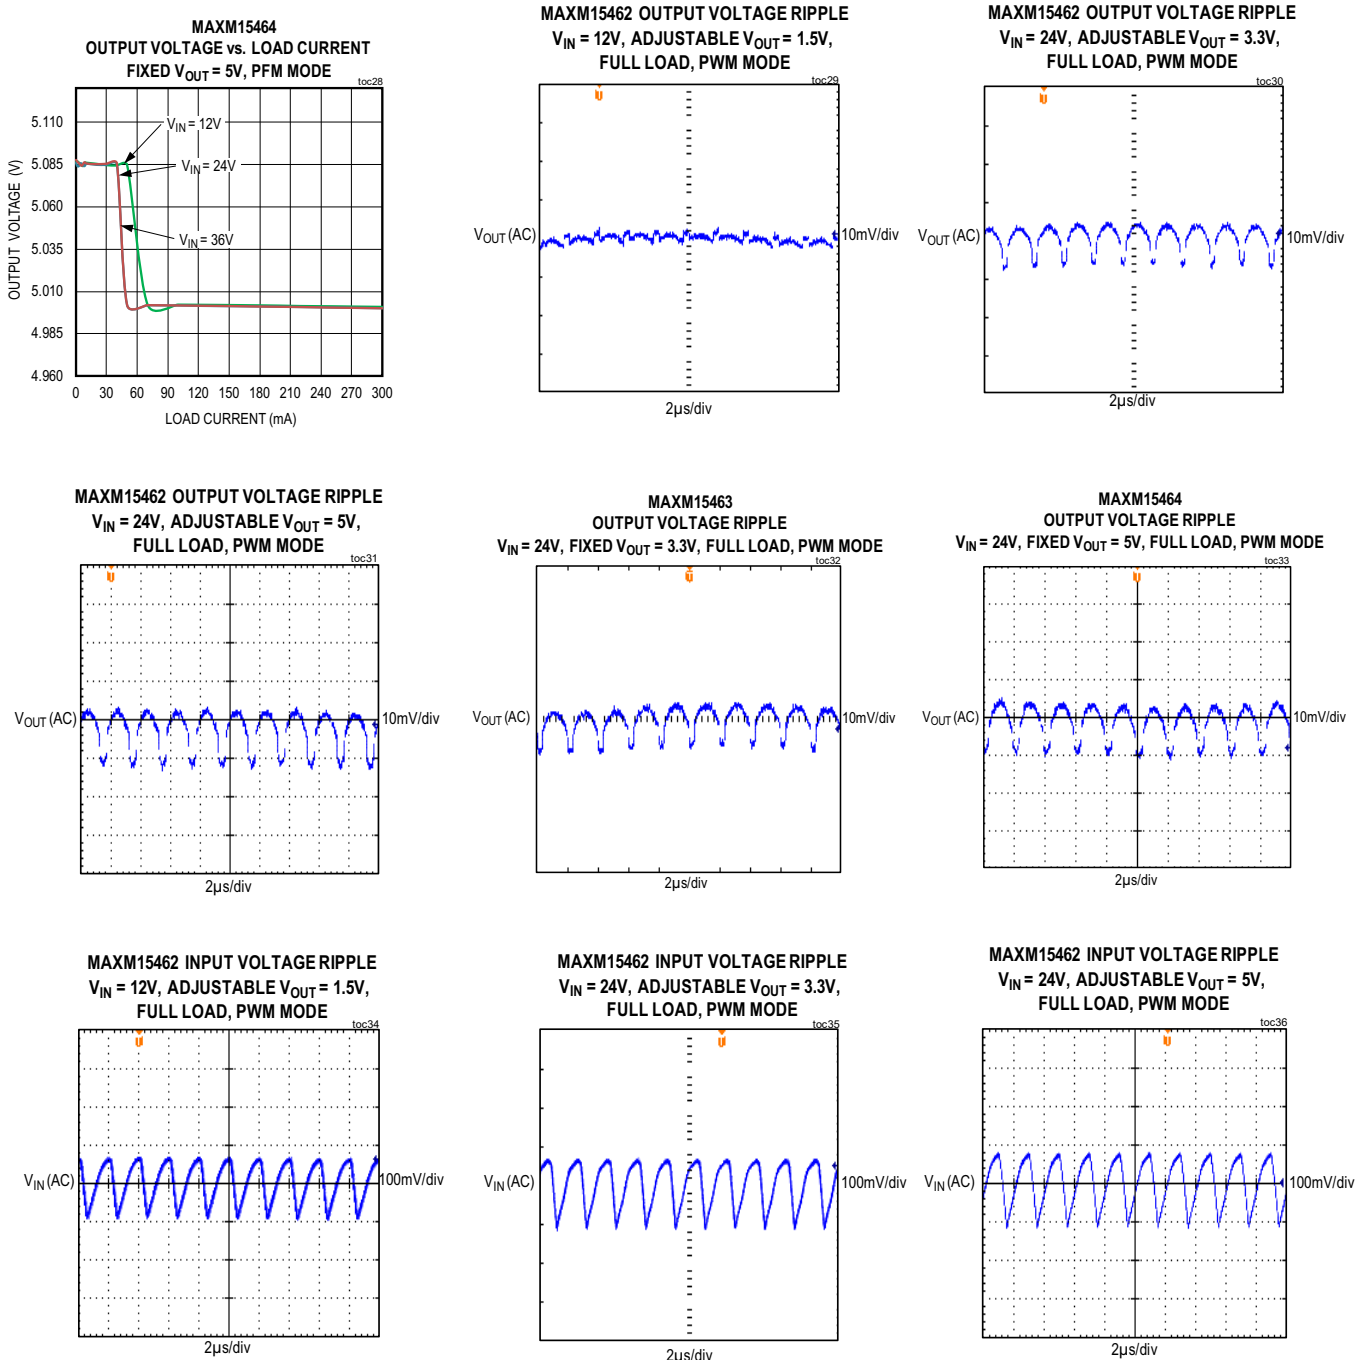 MAXM15464
OUTPUT VOLTAGE vs. LOAD CURRENT
FIXED VOUT = 5V, PFM MODE
toc28
5.110
5.085
5.060
5.035
5.010
4.985
4.960
OUTPUT VOLTAGE (V)
VIN = 12V
VIN = 24V
VIN = 36V
0 30 60 90 120 150 180 210 240 270 300
LOAD CURRENT (mA)
MAXM15462 OUTPUT VOLTAGE RIPPLE
VIN = 12V, ADJUSTABLE VOUT = 1.5V,
FULL LOAD, PWM MODE
toc29
VOUT (AC)
10mV/div
2µs/div
MAXM15462 OUTPUT VOLTAGE RIPPLE
VIN = 24V, ADJUSTABLE VOUT = 3.3V,
FULL LOAD, PWM MODE
toc30
VOUT (AC)
10mV/div
2µs/div
MAXM15462 OUTPUT VOLTAGE RIPPLE
VIN = 24V, ADJUSTABLE VOUT = 5V,
FULL LOAD, PWM MODE
toc31
VOUT (AC)
10mV/div
2µs/div
MAXM15463
OUTPUT VOLTAGE RIPPLE
VIN = 24V, FIXED VOUT = 3.3V, FULL LOAD, PWM MODE
toc32
VOUT (AC)
10mV/div
2µs/div
MAXM15464
OUTPUT VOLTAGE RIPPLE
VIN = 24V, FIXED VOUT = 5V, FULL LOAD, PWM MODE
toc33
VOUT (AC)
10mV/div
2µs/div
MAXM15462 INPUT VOLTAGE RIPPLE
VIN = 12V, ADJUSTABLE VOUT = 1.5V,
FULL LOAD, PWM MODE
toc34
VIN (AC)
100mV/div
2µs/div
MAXM15462 INPUT VOLTAGE RIPPLE
VIN = 24V, ADJUSTABLE VOUT = 3.3V,
FULL LOAD, PWM MODE
toc35
VIN (AC)
100mV/div
2µs/div
MAXM15462 INPUT VOLTAGE RIPPLE
VIN = 24V, ADJUSTABLE VOUT = 5V,
FULL LOAD, PWM MODE
toc36
VIN (AC)
100mV/div
2µs/div